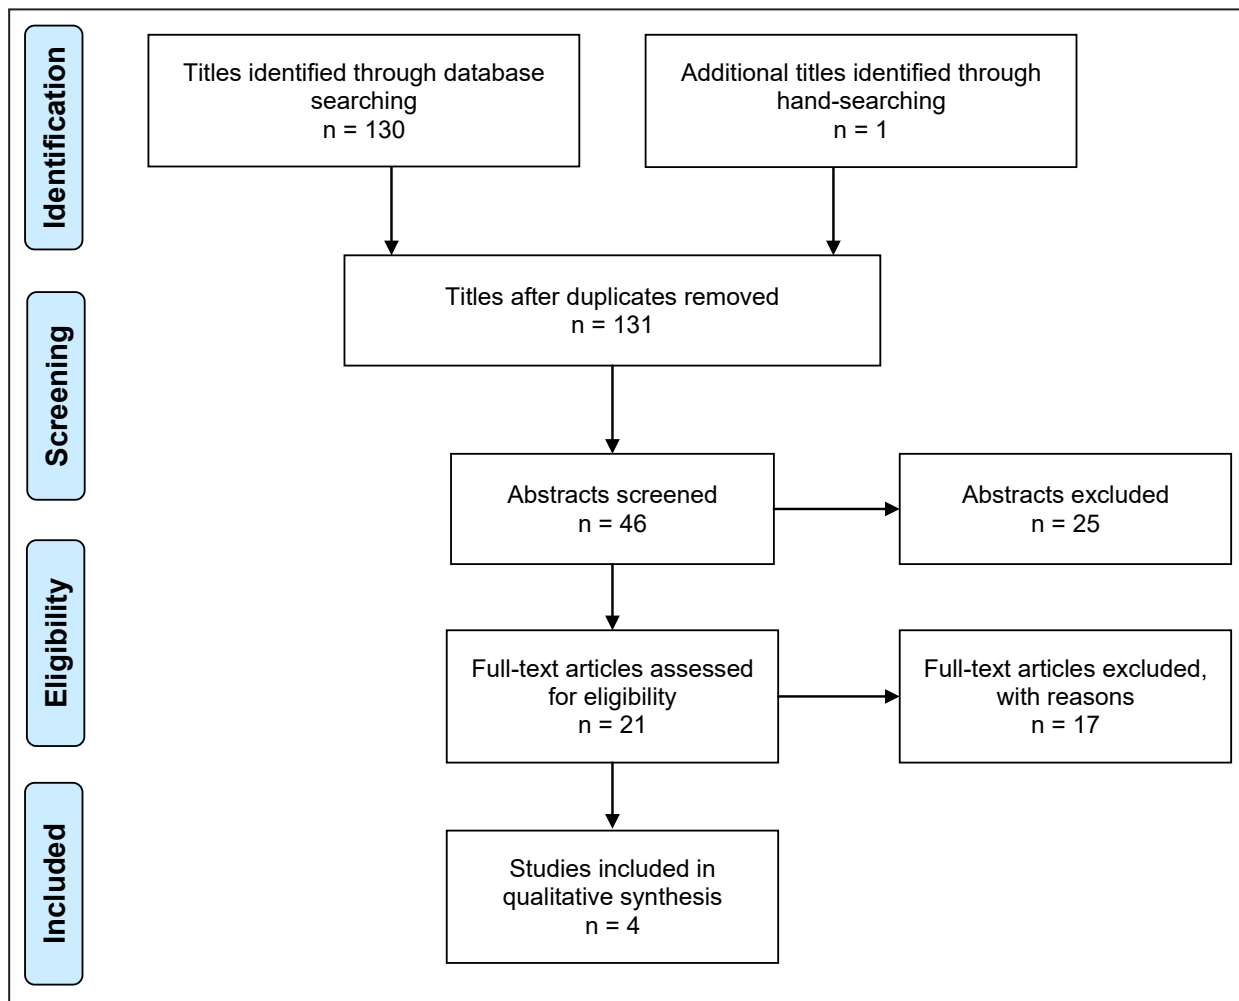 Identification
Titles identified through database
searching
n = 130
Additional titles identified through
hand-searching
n = 1
Screening
Titles after duplicates removed
n = 131
Abstracts screened
n = 46
Abstracts excluded
n = 25
Eligibility
Full-text articles assessed
for eligibility
n = 21
Full-text articles excluded,
with reasons
n = 17
Included
Studies included in
qualitative synthesis
n = 4